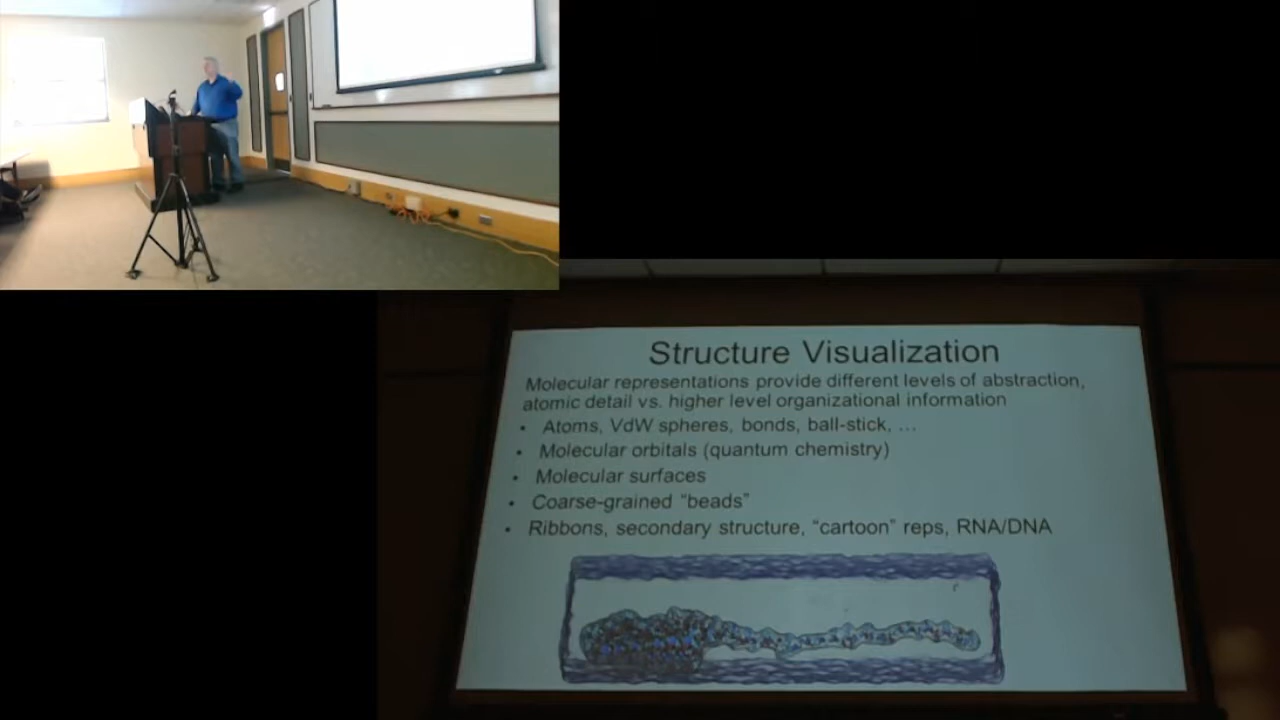 Structure Visualization
Molecular representations provide different levels of abstraction,
atomic detail vs. higher level organizational information
• Atoms, VdW spheres, bonds, ball-stick, …
• Molecular orbitals (quantum chemistry)
• Molecular surfaces
• Coarse-grained “beads”
• Ribbons, secondary structure, “cartoon” reps, RNA/DNA